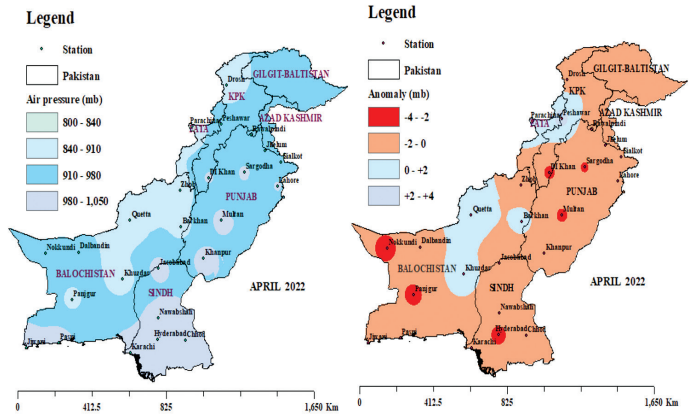 Legend
Station
Pakistan
Air pressure (mb)
800 - 840
840 - 910
910 - 980
980 - 1,050
GILGIT-BALTISTAN
Drosh
KPK
AZAD KASHMIR
Parachinar
Peshawar
FATA
Rawalpindi
Jhelum
Sialkot
Sargodha
DI Khan
Lahore
Zhob
PUNJAB
Quetta
Barkhan
Multan
Nokkundi
Dalbandin
Khanpur
BALOCHISTAN
Jacobabad
Khuzdar
Panjgur
SINDH
APRIL 2022
Nawabshah
Jiwani
Pasni
Hyderabad
Chhor
Karachi
0
412.5
825
1,650 Km
Legend
Station
Pakistan
Anomaly (mb)
-4 - -2
-2 - 0
0 - +2
+2 - +4
GILGIT-BALTISTAN
Drosh
KPK
AZAD KASHMIR
Parachinar
Peshawar
FATA
Rawalpindi
Jhelum
Sialkot
Sargodha
DI Khan
Lahore
Zhob
PUNJAB
Quetta
Barkhan
Multan
Nokkundi
Dalbandin
Khanpur
BALOCHISTAN
Jacobabad
Khuzdar
Panjgur
SINDH
APRIL 2022
Nawabshah
Jiwani
Pasni
Hyderabad
Chhor
Karachi
0
412.5
825
1,650 Km